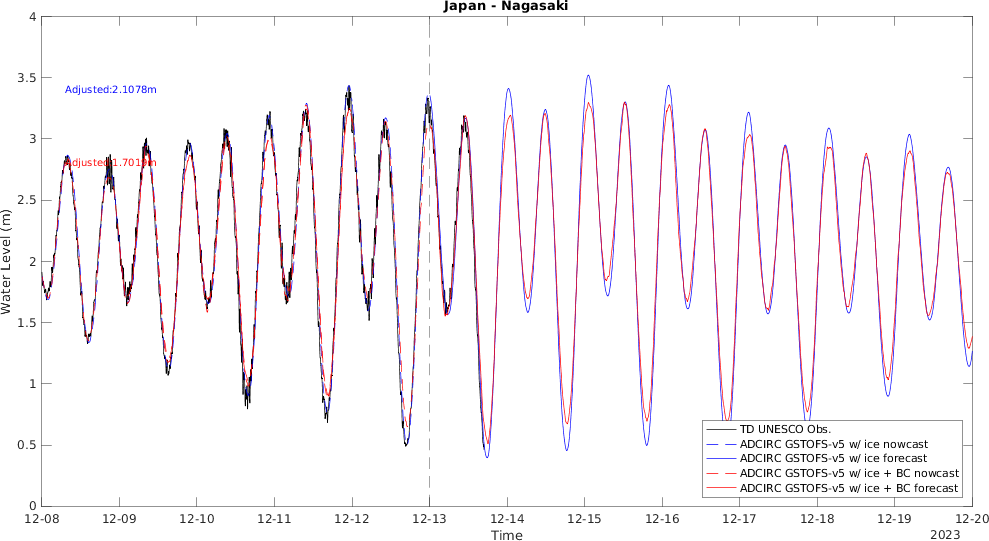 Japan - Nagasaki
4
3.5
3
2.5
2
1.5
1
0.5
0
Water Level (m)
Adjusted:2.1078m
Adjusted:1.7019m
TD UNESCO Obs.
ADCIRC GSTOFS-v5 w/ ice nowcast
ADCIRC GSTOFS-v5 w/ ice forecast
ADCIRC GSTOFS-v5 w/ ice + BC nowcast
ADCIRC GSTOFS-v5 w/ ice + BC forecast
12-08 12-09 12-10 12-11 12-12 12-13 12-14 12-15 12-16 12-17 12-18 12-19 12-20
Time
2023